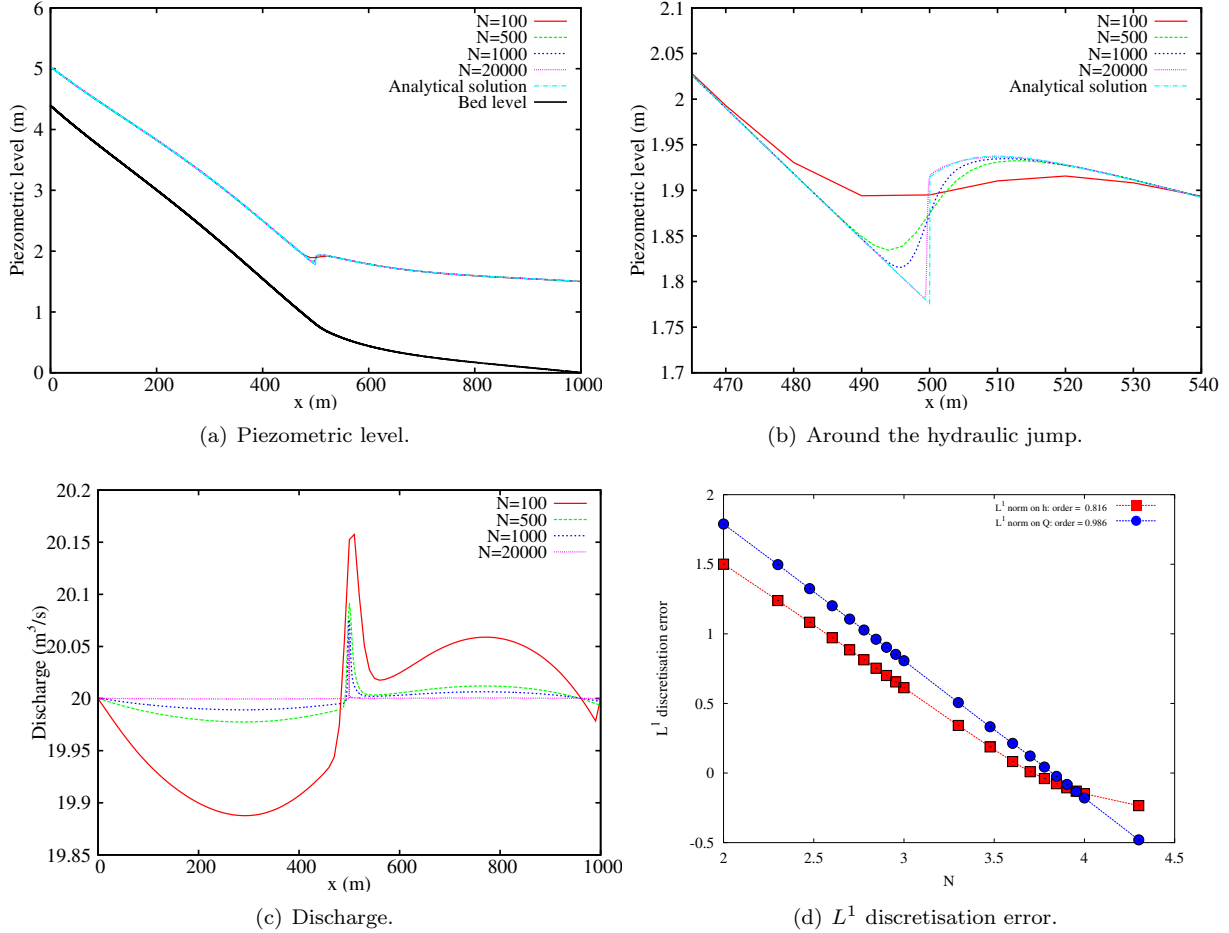 6
5
4
3
2
1
0
Piezometric level (m)
N=100
N=500
N=1000
N=20000
Analytical solution
Bed level
0 200 400 600 800 1000
x (m)
(a) Piezometric level.
2.1
2.05
2
1.95
1.9
1.85
1.8
1.75
1.7
Piezometric level (m)
N=100
N=500
N=1000
N=20000
Analytical solution
470 480 490 500 510 520 530 540
x (m)
(b) Around the hydraulic jump.
20.2
20.15
20.1
20.05
20
19.95
19.9
19.85
Discharge (m³/s)
N=100
N=500
N=1000
N=20000
0 200 400 600 800 1000
x (m)
(c) Discharge.
2
1.5
1
0.5
0
-0.5
L¹ discretisation error
L¹ norm on h: order = 0.816
L¹ norm on Q: order = 0.986
2 2.5 3 3.5 4 4.5
N
(d) L¹ discretisation error.